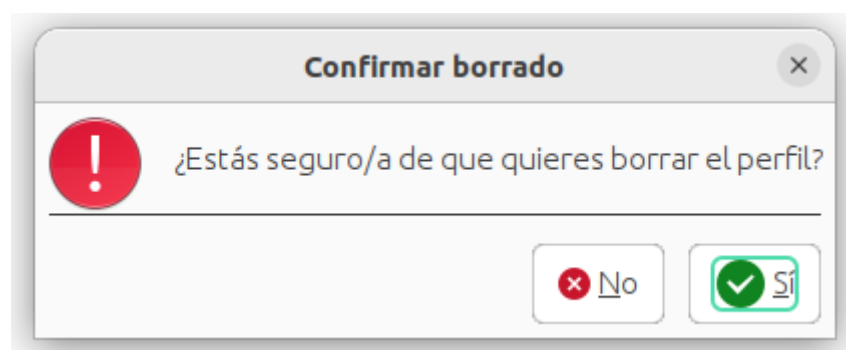 Confirmar borrado
¿Estás seguro/a de que quieres borrar el perfil?
No Sí